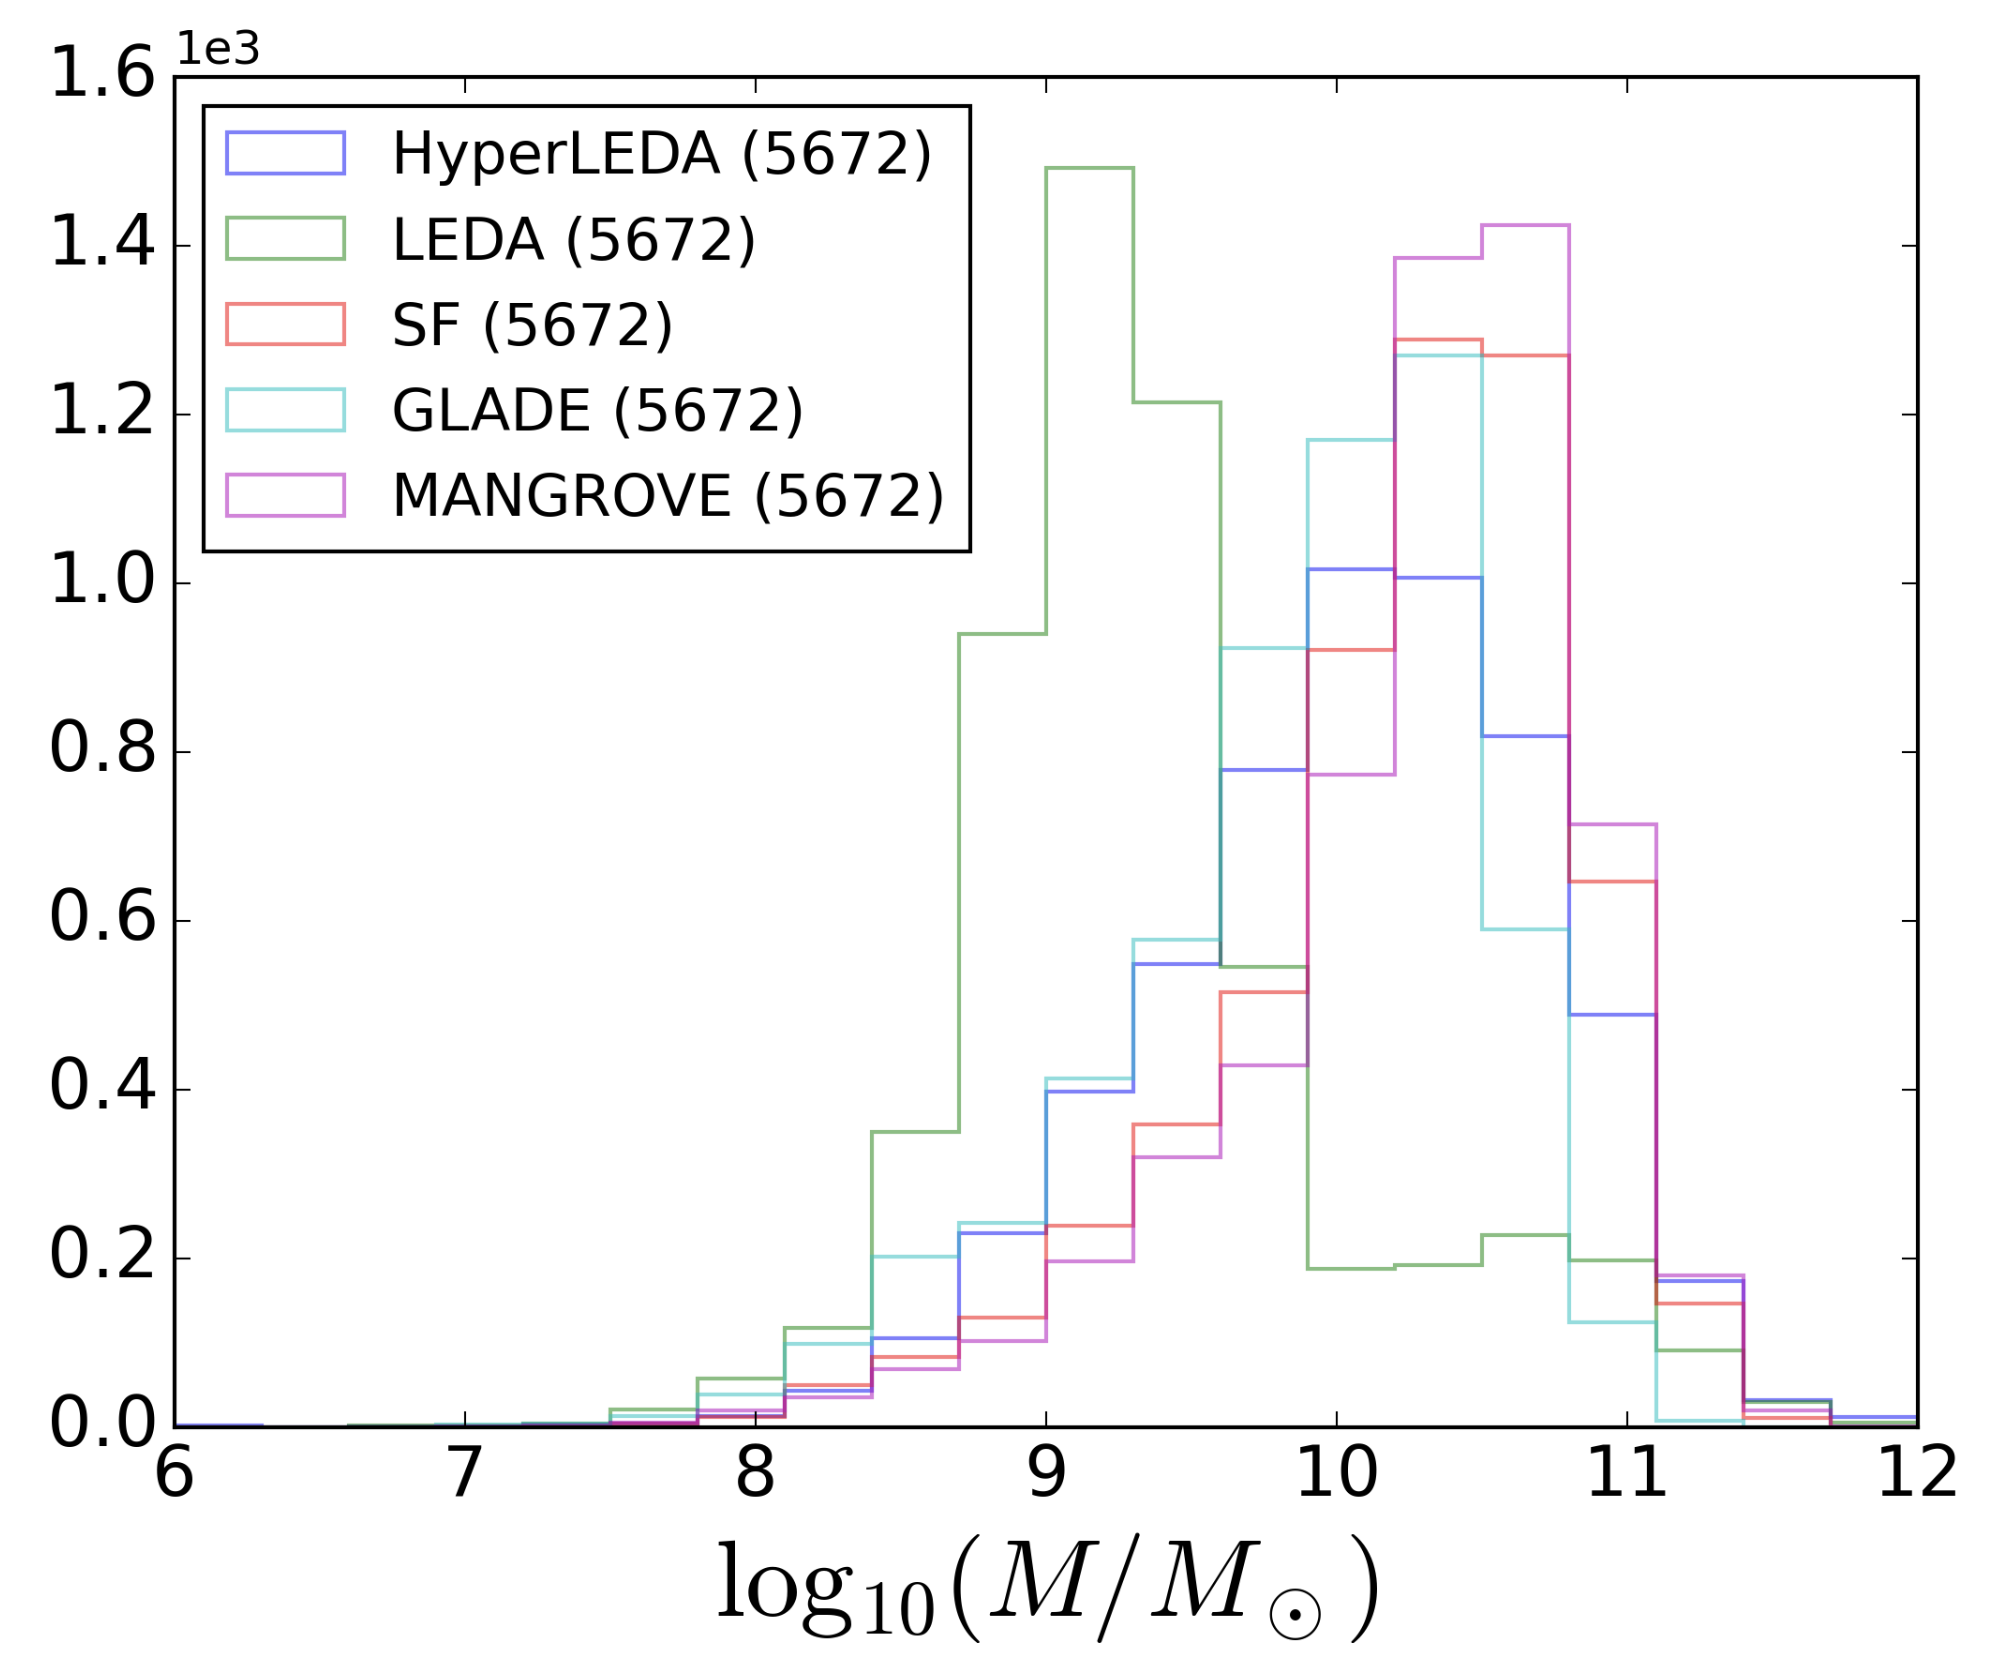 1e3
1.6
1.4
1.2
1.0
0.8
0.6
0.4
0.2
0.0
HyperLEDA (5672)
LEDA (5672)
SF (5672)
GLADE (5672)
MANGROVE (5672)
6 7 8 9 10 11 12
log₁₀(M/M⊙)